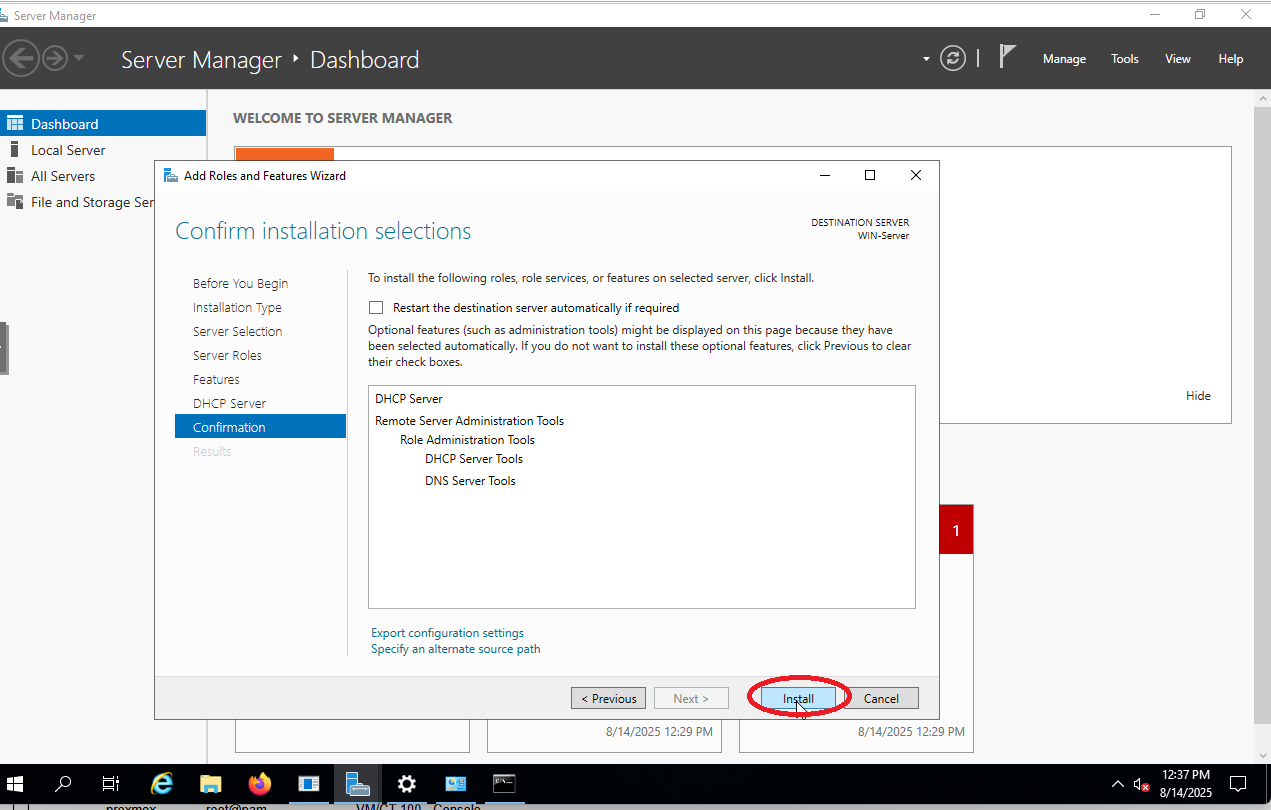 Server Manager
Server Manager ‣ Dashboard
Manage Tools View Help
Dashboard
Local Server
All Servers
File and Storage Ser
WELCOME TO SERVER MANAGER
Add Roles and Features Wizard
Confirm installation selections
DESTINATION SERVER
WIN-Server
Before You Begin
Installation Type
Server Selection
Server Roles
Features
DHCP Server
Confirmation
Results
To install the following roles, role services, or features on selected server, click Install.
Restart the destination server automatically if required
Optional features (such as administration tools) might be displayed on this page because they have
been selected automatically. If you do not want to install these optional features, click Previous to clear
their check boxes.
DHCP Server
Remote Server Administration Tools
Role Administration Tools
DHCP Server Tools
DNS Server Tools
Export configuration settings
Specify an alternate source path
< Previous Next > Install Cancel
Hide
1
8/14/2025 12:29 PM 8/14/2025 12:29 PM
12:37 PM
8/14/2025
proxmox root@pam VM/CT 100 Console